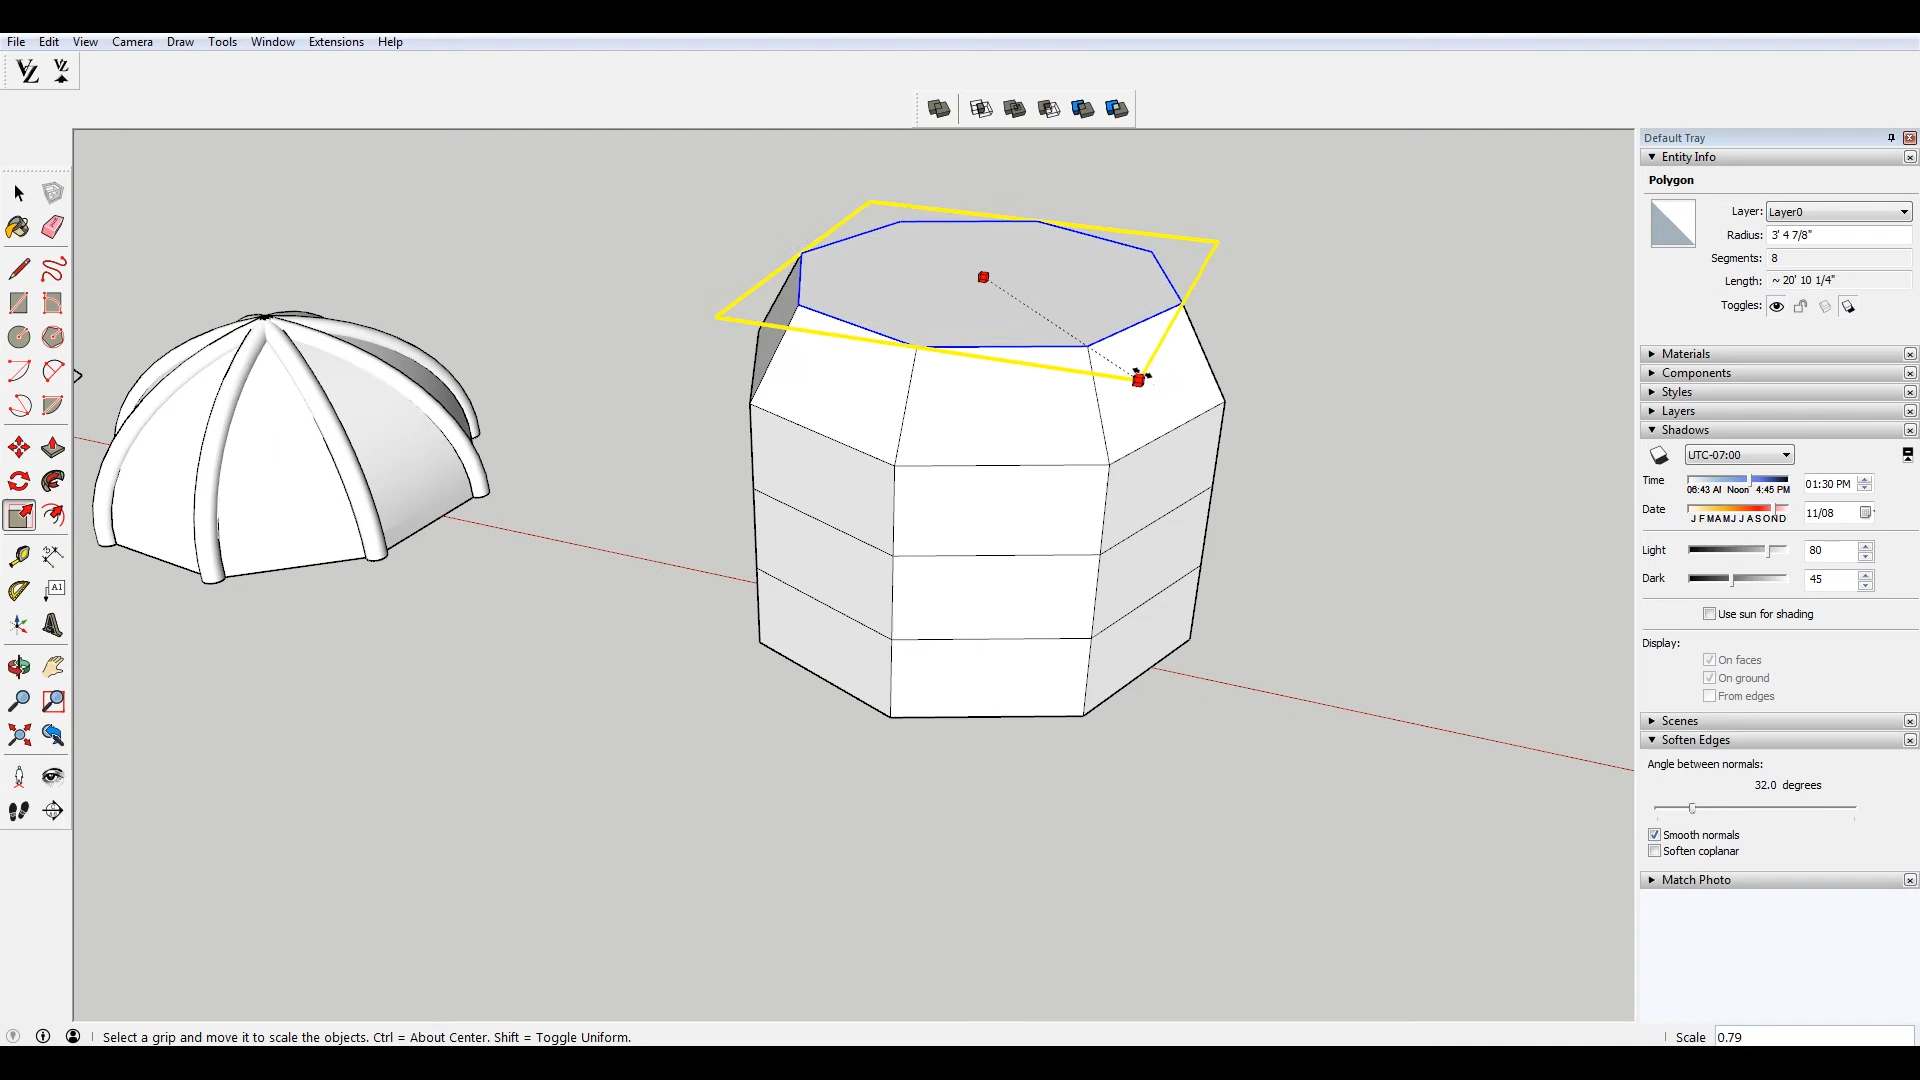 File Edit View Camera Draw Tools Window Extensions Help
Default Tray
Entity Info
Polygon
Layer: Layer0
Radius: 3' 4 7/8"
Segments: 8
Length: ~ 20' 10 1/4"
Toggles:
Materials
Components
Styles
Layers
Shadows
UTC-07:00
Time 06:43 AI Noon 4:45 PM 01:30 PM
Date J F M A M J J A S O N D 11/08
Light 80
Dark 45
Use sun for shading
Display:
On faces
On ground
From edges
Scenes
Soften Edges
Angle between normals:
32.0 degrees
Smooth normals
Soften coplanar
Match Photo
Select a grip and move it to scale the objects. Ctrl = About Center. Shift = Toggle Uniform.
Scale 0.79